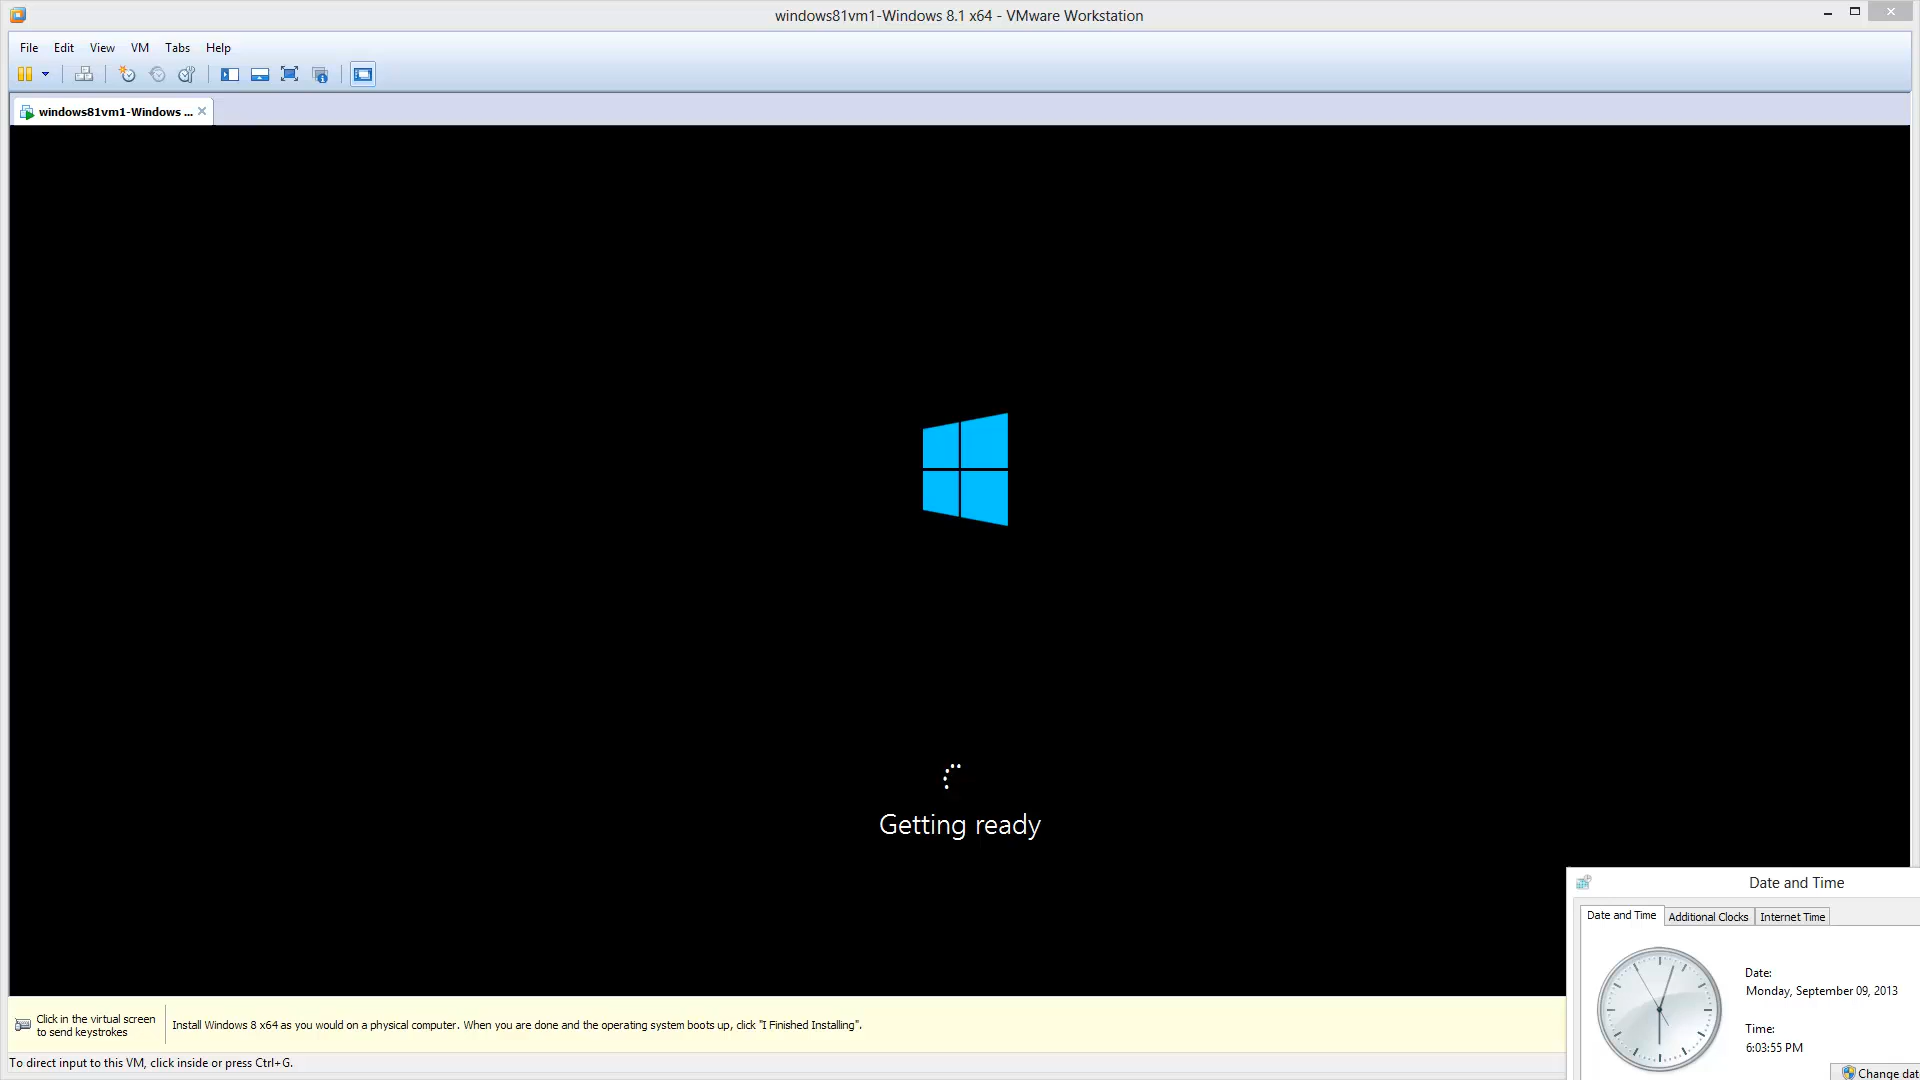 windows81vm1-Windows 8.1 x64 - VMware Workstation
File Edit View VM Tabs Help
windows81vm1-Windows ...
Getting ready
Date and Time
Date and Time Additional Clocks Internet Time
Date:
Monday, September 09, 2013
Time:
6:03:55 PM
Change dat
Click in the virtual screen
to send keystrokes
Install Windows 8 x64 as you would on a physical computer. When you are done and the operating system boots up, click "I Finished Installing".
To direct input to this VM, click inside or press Ctrl+G.